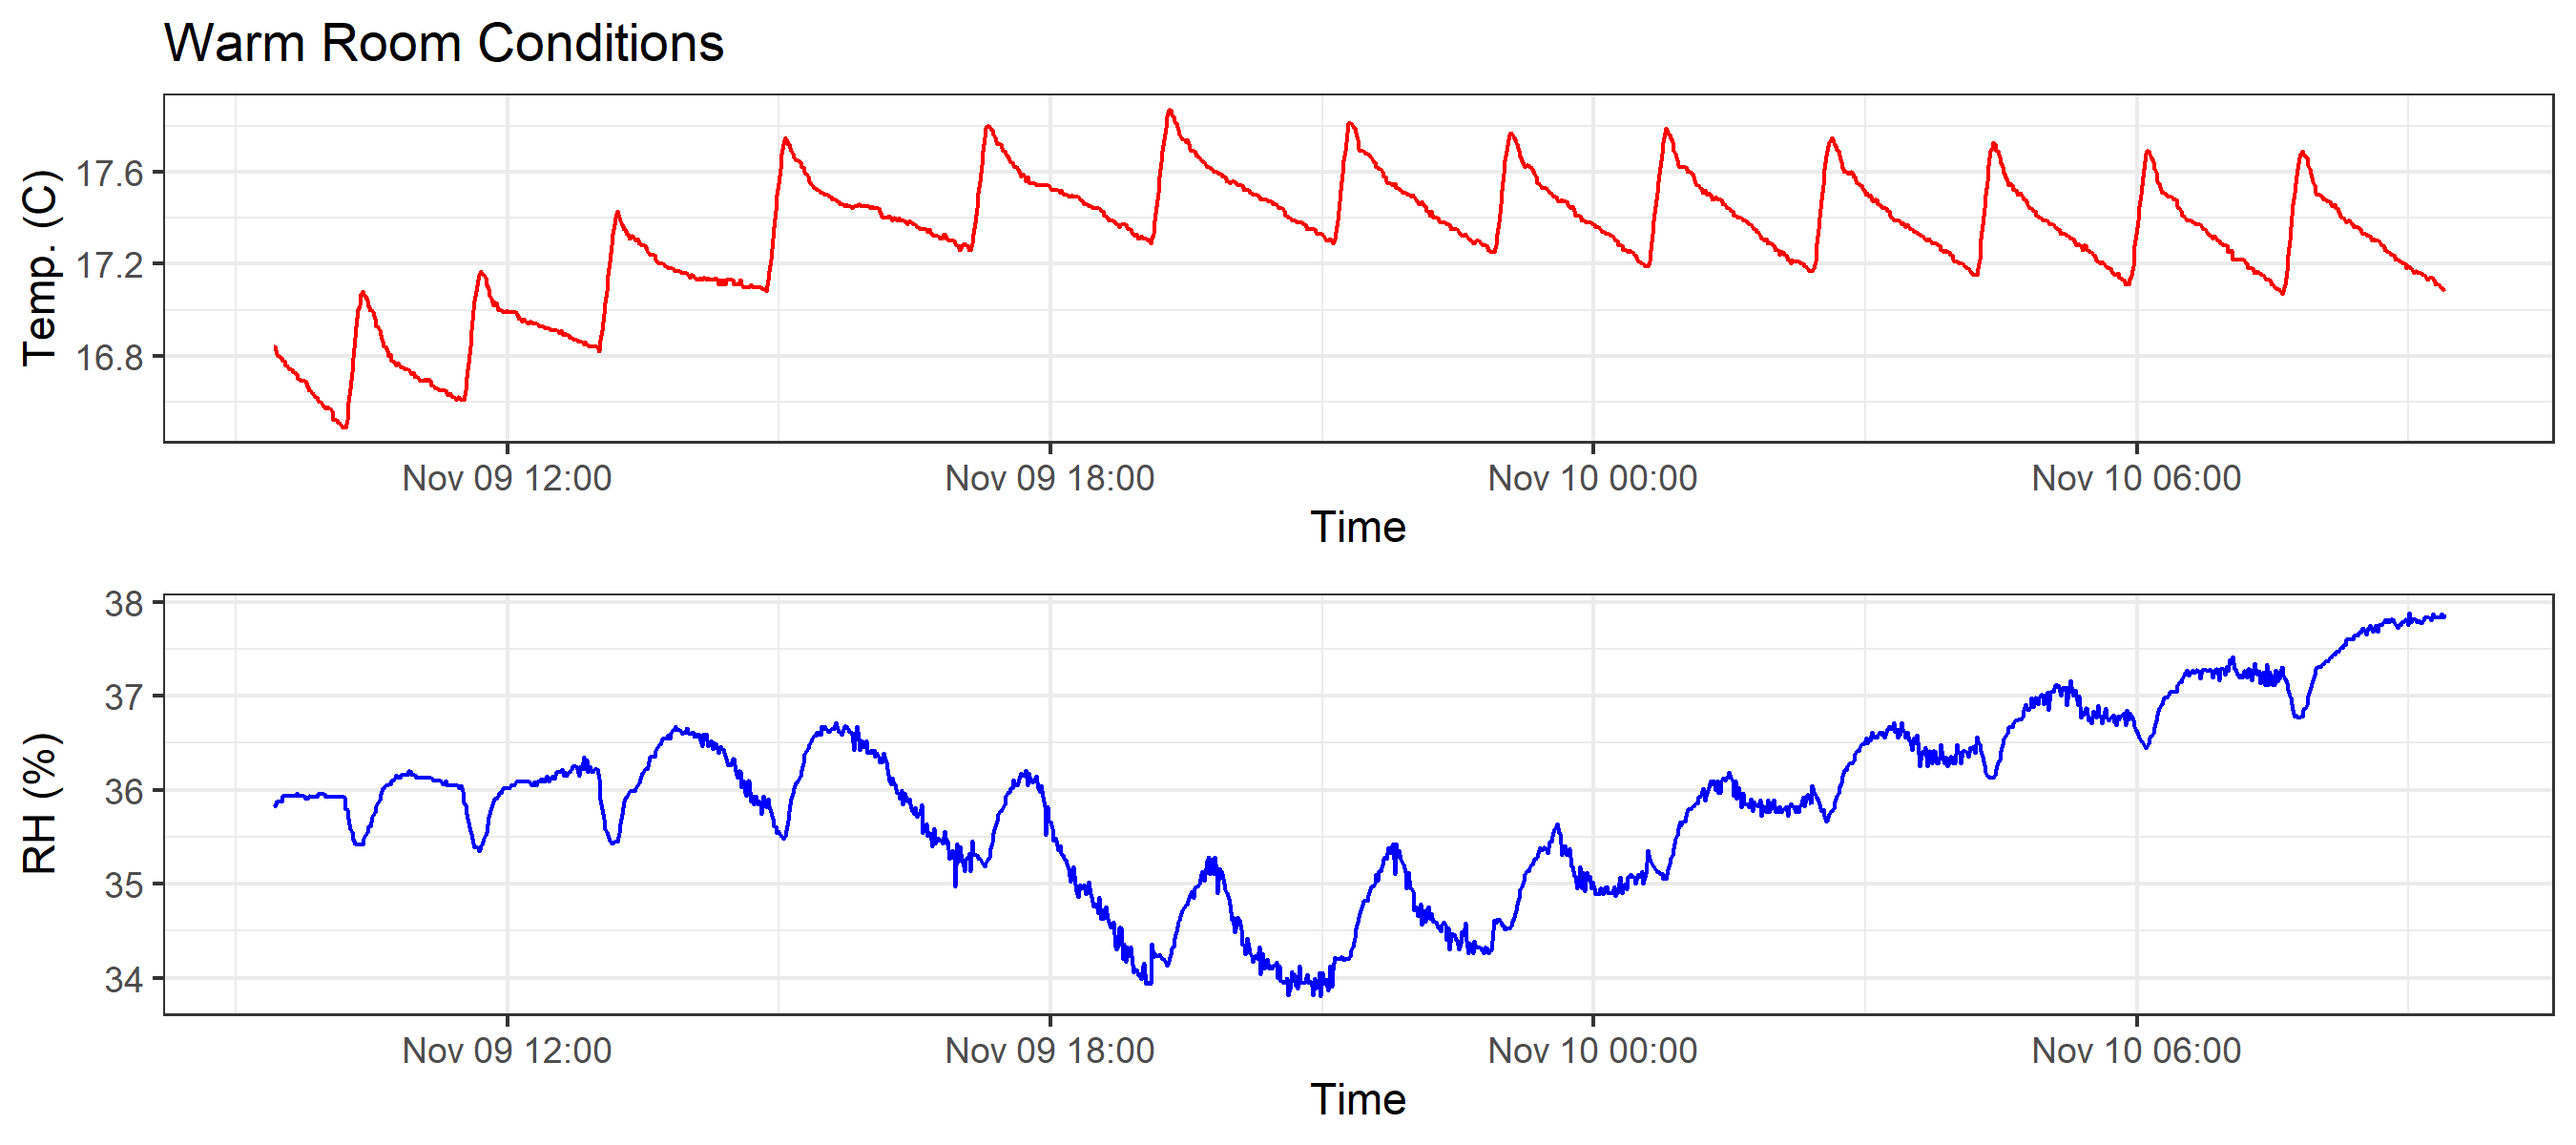 Warm Room Conditions
Temp. (C)
17.6
17.2
16.8
Nov 09 12:00 Nov 09 18:00 Nov 10 00:00 Nov 10 06:00
Time
RH (%)
38
37
36
35
34
Nov 09 12:00 Nov 09 18:00 Nov 10 00:00 Nov 10 06:00
Time